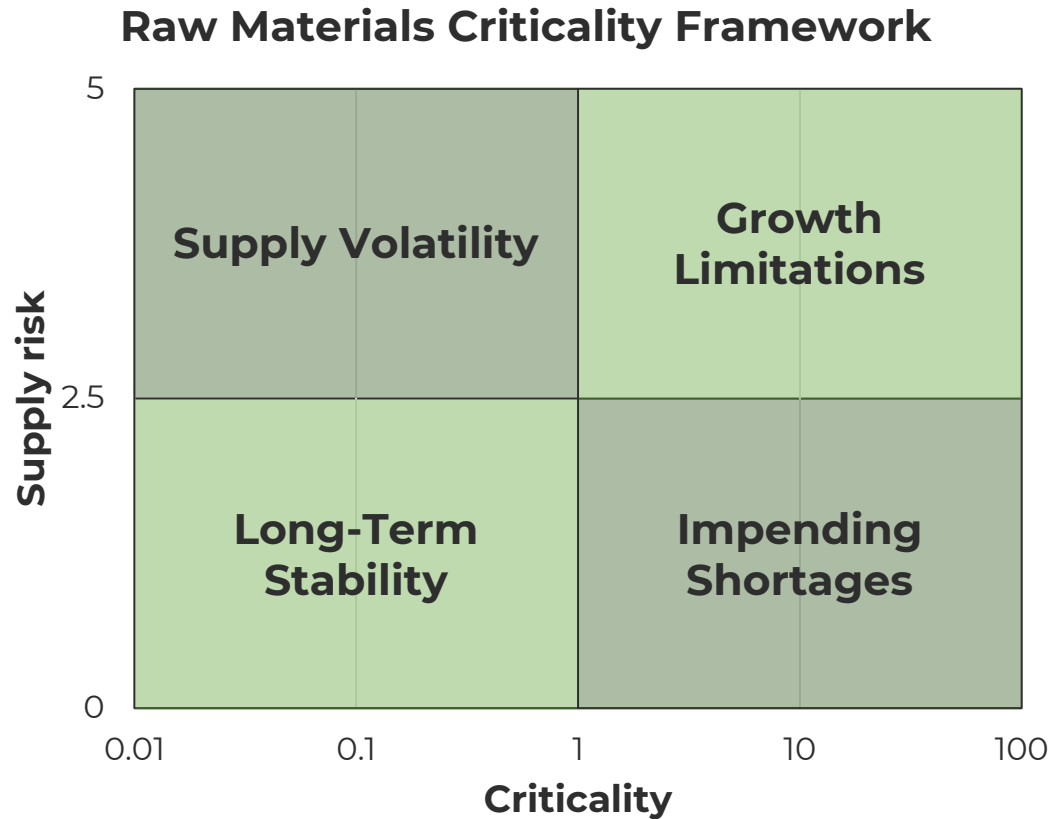 Raw Materials Criticality Framework
5
Supply Volatility
Growth
Limitations
Supply risk
2.5
Long-Term
Stability
Impending
Shortages
0
0.01
0.1
1
10
100
Criticality